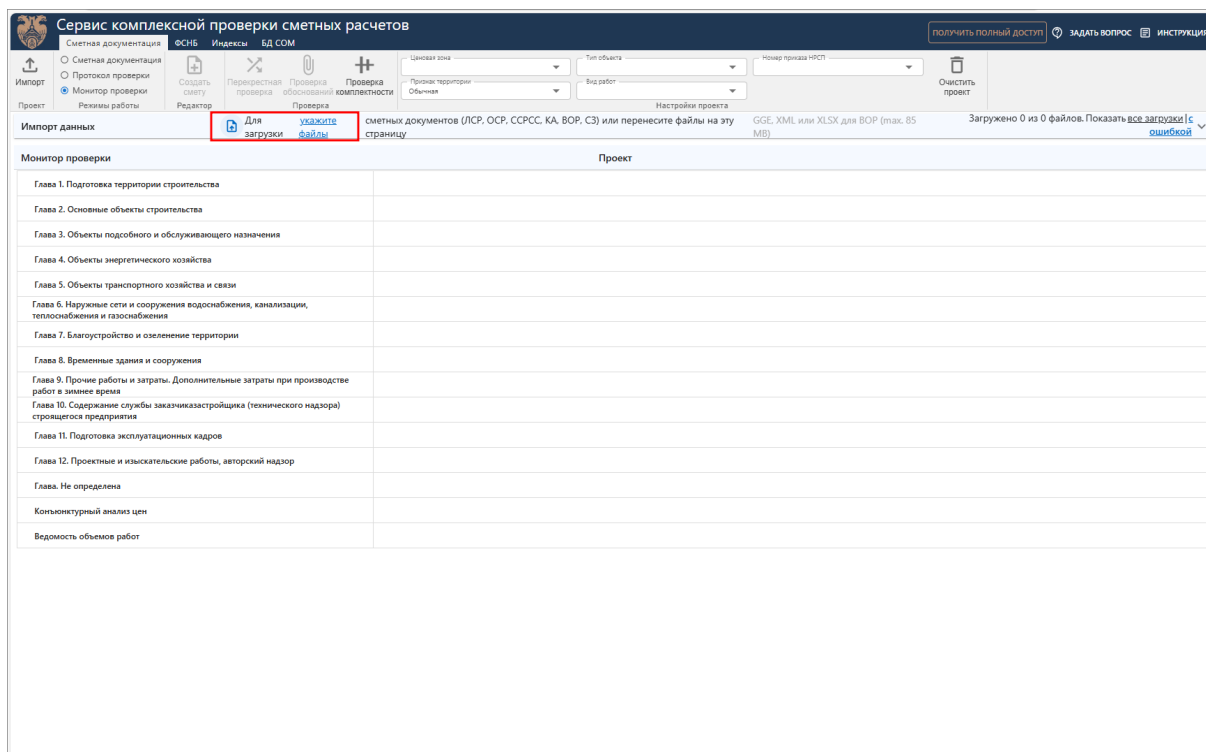 Сервис комплексной проверки сметных расчетов
ПОЛУЧИТЬ ПОЛНЫЙ ДОСТУП
ЗАДАТЬ ВОПРОС
ИНСТРУКЦИЯ
Сметная документация ФСНБ Индексы БД СОМ
Импорт
Проект
Сметная документация
Протокол проверки
Монитор проверки
Режимы работы
Создать
смету
Редактор
Перекрестная
проверка
Проверка
обоснований
Проверка
комплектности
Проверка
Ценовая зона
Признак территории
Обычная
Тип объекта
Вид работ
Номер приказа НРСП
Настройки проекта
Очистить
проект
Импорт данных
Для
загрузки
укажите
файлы
сметных документов (ЛСР, ОСР, ССРСС, КА, ВОР, СЗ) или перенесите файлы на эту
страницу
GGE, XML или XLSX для ВОР (max. 85
MB)
Загружено 0 из 0 файлов. Показать все загрузки | с
ошибкой
Монитор проверки
Проект
Глава 1. Подготовка территории строительства
Глава 2. Основные объекты строительства
Глава 3. Объекты подсобного и обслуживающего назначения
Глава 4. Объекты энергетического хозяйства
Глава 5. Объекты транспортного хозяйства и связи
Глава 6. Наружные сети и сооружения водоснабжения, канализации,
теплоснабжения и газоснабжения
Глава 7. Благоустройство и озеленение территории
Глава 8. Временные здания и сооружения
Глава 9. Прочие работы и затраты. Дополнительные затраты при производстве
работ в зимнее время
Глава 10. Содержание службы заказчиказастройщика (технического надзора)
строящегося предприятия
Глава 11. Подготовка эксплуатационных кадров
Глава 12. Проектные и изыскательские работы, авторский надзор
Глава. Не определена
Конъюнктурный анализ цен
Ведомость объемов работ